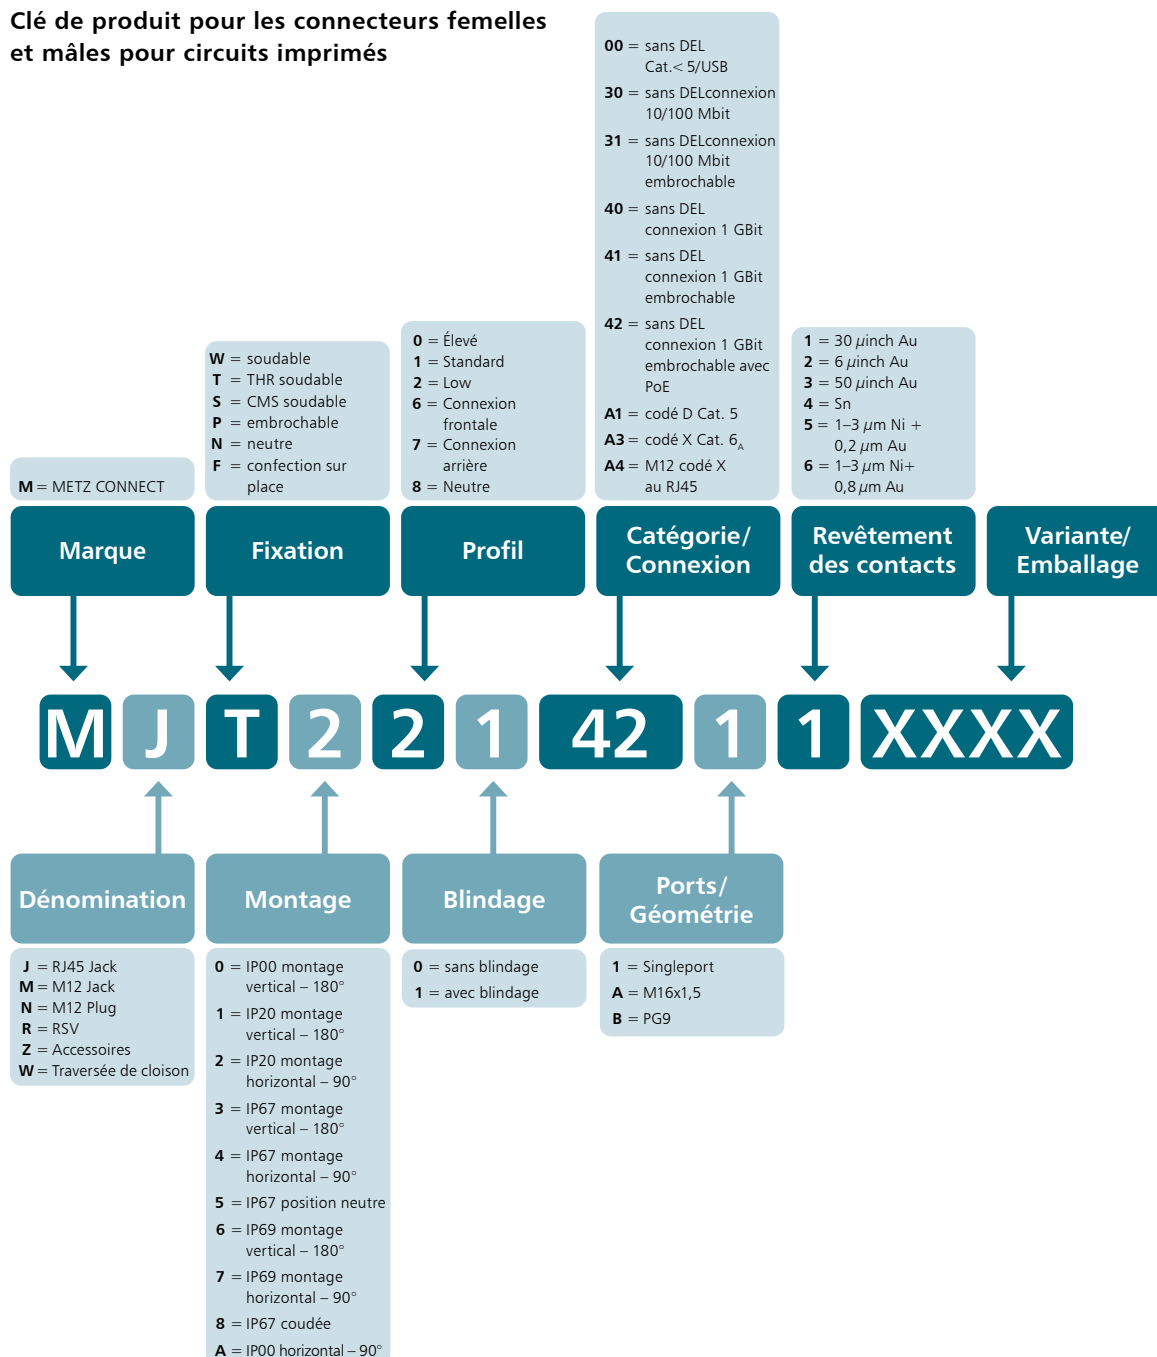 Clé de produit pour les connecteurs femelles
et mâles pour circuits imprimés
M = METZ CONNECT
W = soudable
T = THR soudable
S = CMS soudable
P = embrochable
N = neutre
F = confection sur
place
0 = Élevé
1 = Standard
2 = Low
6 = Connexion
frontale
7 = Connexion
arrière
8 = Neutre
00 = sans DEL
Cat.< 5/USB
30 = sans DELconnexion
10/100 Mbit
31 = sans DELconnexion
10/100 Mbit
embrochable
40 = sans DEL
connexion 1 GBit
41 = sans DEL
connexion 1 GBit
embrochable
42 = sans DEL
connexion 1 GBit
embrochable avec
PoE
A1 = codé D Cat. 5
A3 = codé X Cat. 6A
A4 = M12 codé X
au RJ45
1 = 30 µinch Au
2 = 6 µinch Au
3 = 50 µinch Au
4 = Sn
5 = 1–3 µm Ni +
0,2 µm Au
6 = 1–3 µm Ni+
0,8 µm Au
Marque
Fixation
Profil
Catégorie/
Connexion
Revêtement
des contacts
Variante/
Emballage
M J T 2 2 1 42 1 1 XXXX
Dénomination
Montage
Blindage
Ports/
Géométrie
J = RJ45 Jack
M = M12 Jack
N = M12 Plug
R = RSV
Z = Accessoires
W = Traversée de cloison
0 = IP00 montage
vertical – 180°
1 = IP20 montage
vertical – 180°
2 = IP20 montage
horizontal – 90°
3 = IP67 montage
vertical – 180°
4 = IP67 montage
horizontal – 90°
5 = IP67 position neutre
6 = IP69 montage
vertical – 180°
7 = IP69 montage
horizontal – 90°
8 = IP67 coudée
A = IP00 horizontal – 90°
0 = sans blindage
1 = avec blindage
1 = Singleport
A = M16x1,5
B = PG9